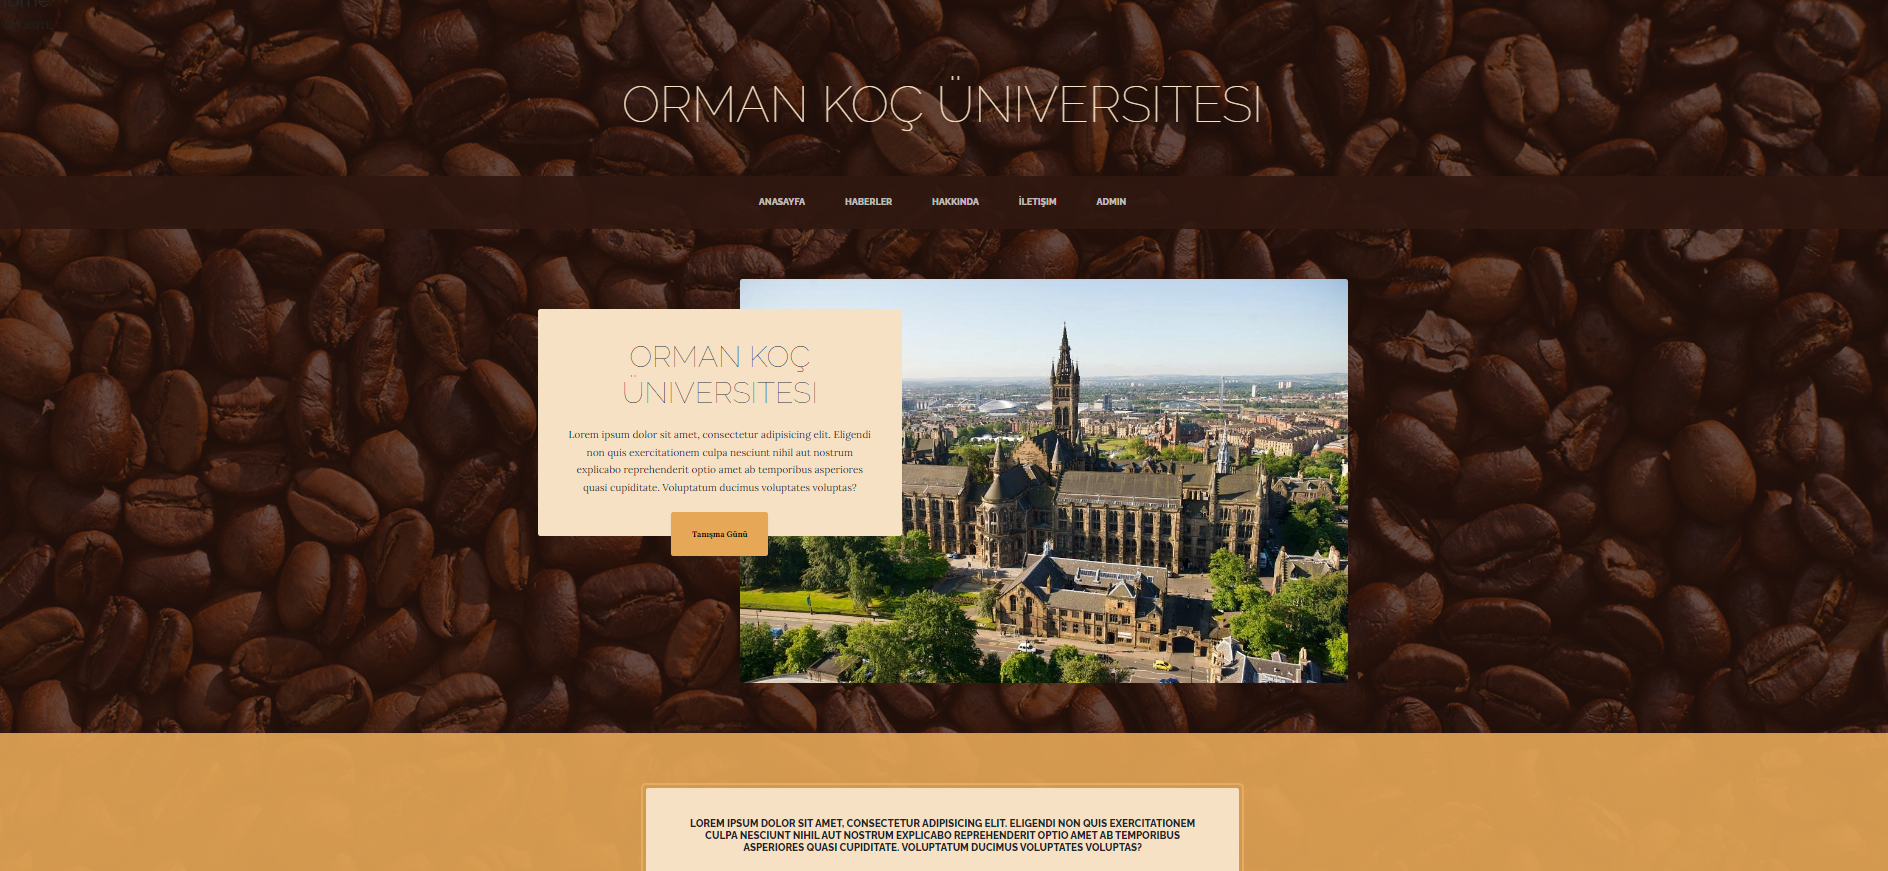 ORMAN KOÇ ÜNIVERSITESI
ANASAYFA HABERLER HAKKINDA İLETIŞIM ADMIN
ORMAN KOÇ
ÜNIVERSITESI
Lorem ipsum dolor sit amet, consectetur adipisicing elit. Eligendi
non quis exercitationem culpa nesciunt nihil aut nostrum
explicabo reprehenderit optio amet ab temporibus asperiores
quasi cupiditate. Voluptatum ducimus voluptates voluptas?
Tanışma Günü
LOREM IPSUM DOLOR SIT AMET, CONSECTETUR ADIPISICING ELIT. ELIGENDI NON QUIS EXERCITATIONEM
CULPA NESCIUNT NIHIL AUT NOSTRUM EXPLICABO REPREHENDERIT OPTIO AMET AB TEMPORIBUS
ASPERIORES QUASI CUPIDITATE. VOLUPTATUM DUCIMUS VOLUPTATES VOLUPTAS?